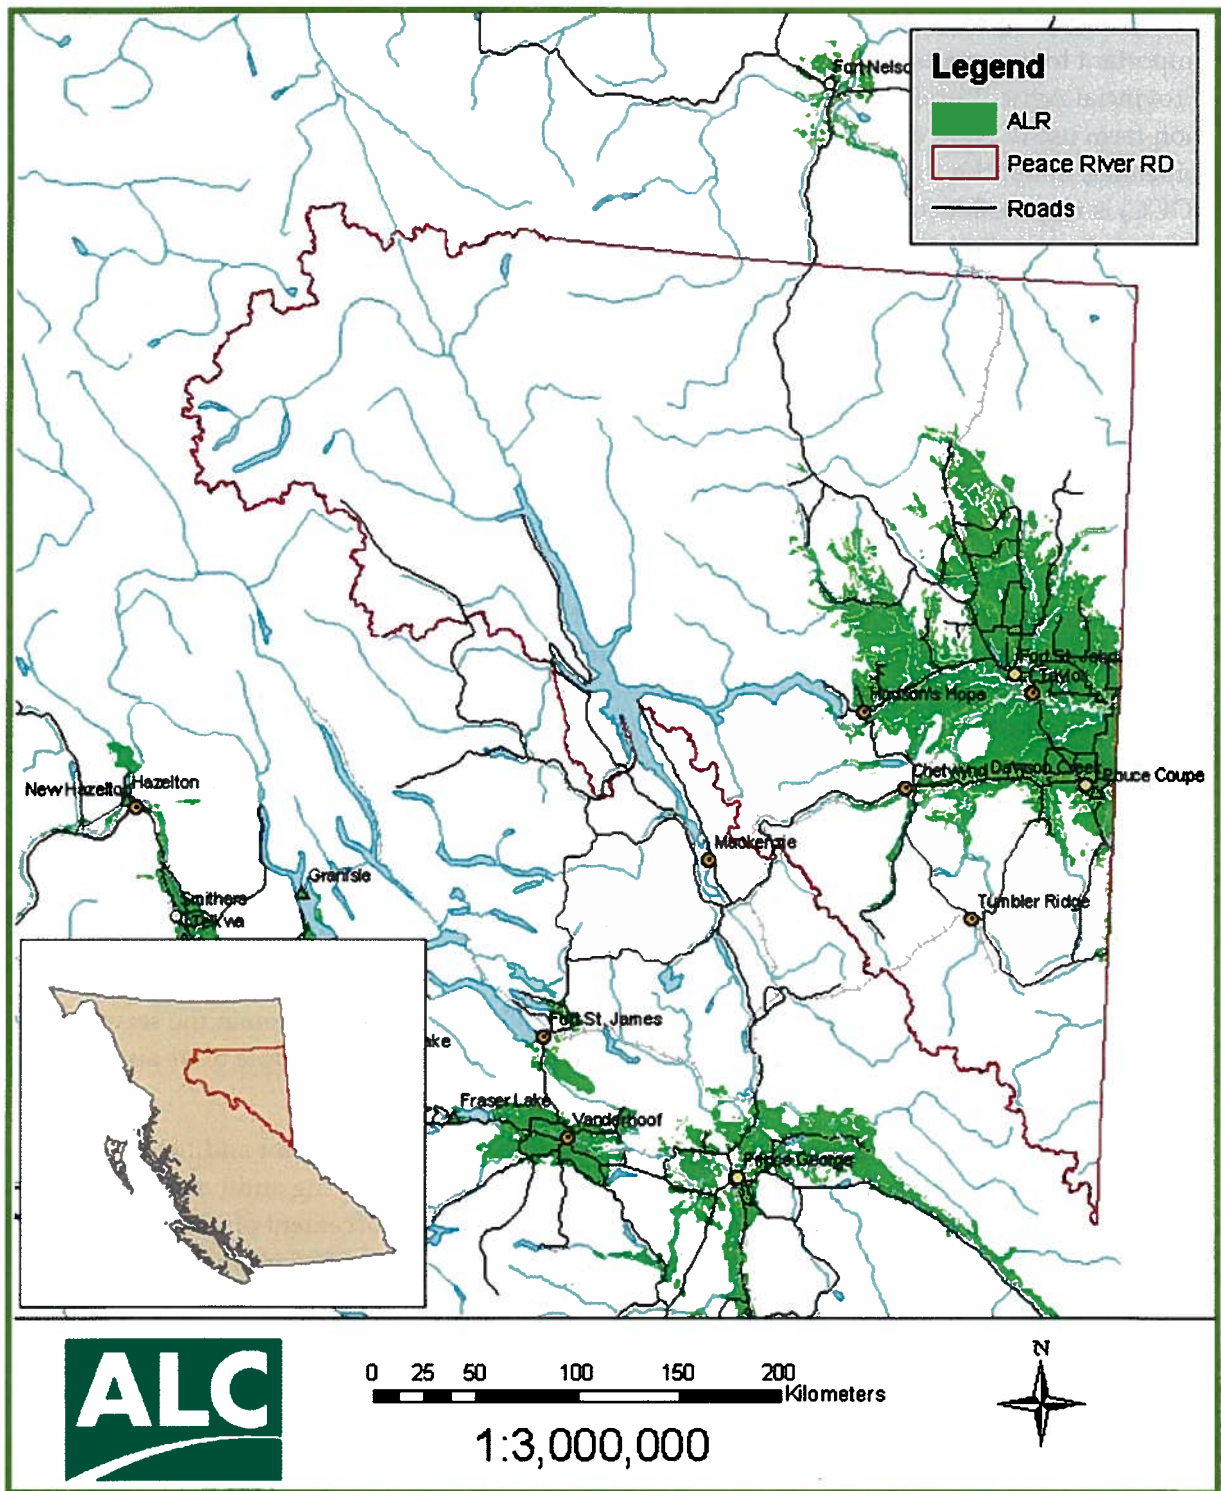 Fort Nelso
Legend
ALR
Peace River RD
Roads
Fort St. John
Taylor
Hudson's Hope
Chetwynd
Dawson Creek
Pouce Coupe
New Hazelton
Hazelton
Mackenzie
Granisle
Smithers
Telkwa
Tumbler Ridge
Fort St. James
ake
Fraser Lake
Vanderhoof
Prince George
ALC
0 25 50 100 150 200
Kilometers
1:3,000,000
N